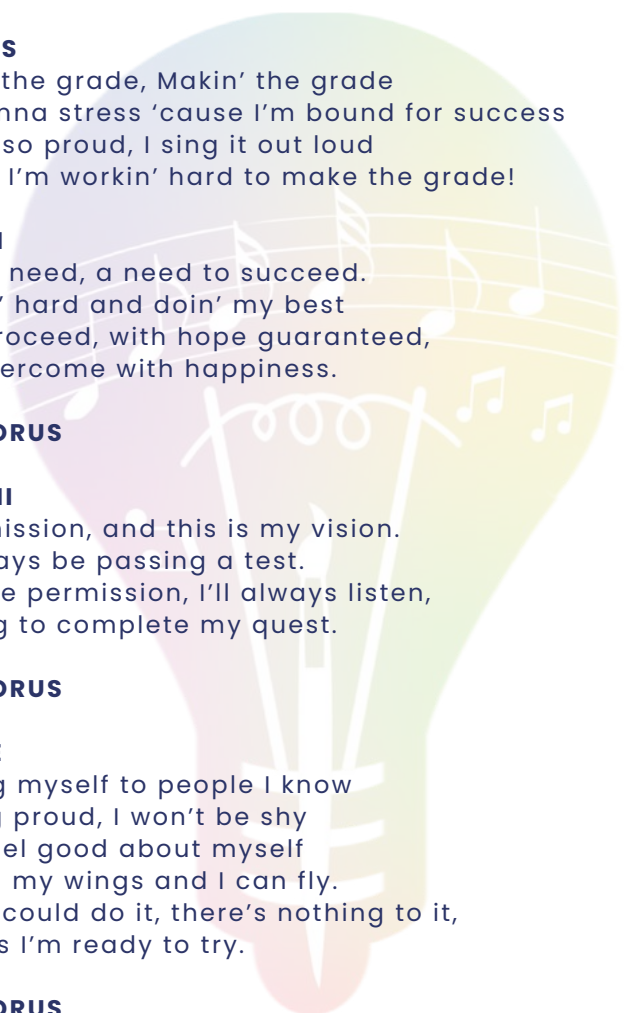 S
the grade, Makin’ the grade
nna stress ‘cause I’m bound for success
so proud, I sing it out loud
I’m workin’ hard to make the grade!
I
need, a need to succeed.
’ hard and doin’ my best
roceed, with hope guaranteed,
ercome with happiness.
ORUS
II
ission, and this is my vision.
ays be passing a test.
e permission, I’ll always listen,
g to complete my quest.
ORUS
g myself to people I know
g proud, I won’t be shy
el good about myself
my wings and I can fly.
could do it, there’s nothing to it,
s I’m ready to try.
ORUS